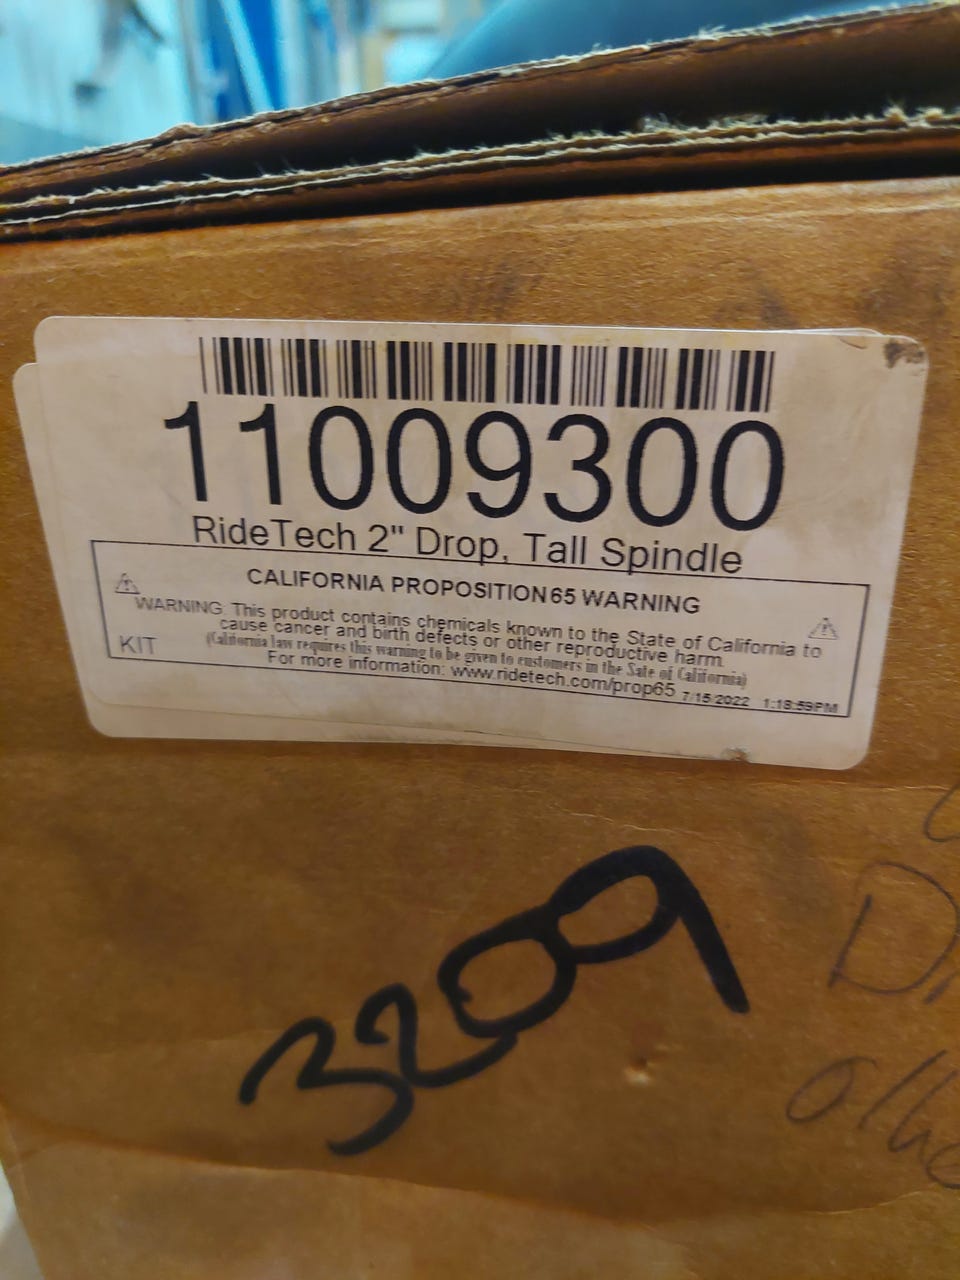 11009300
RideTech 2" Drop, Tall Spindle
CALIFORNIA PROPOSITION 65 WARNING
WARNING: This product contains chemicals known to the State of California to
cause cancer and birth defects or other reproductive harm.
(California law requires this warning to be given to customers in the Sate of California)
KIT
For more information: www.ridetech.com/prop65 7/15/2022 1:18:59PM
3209